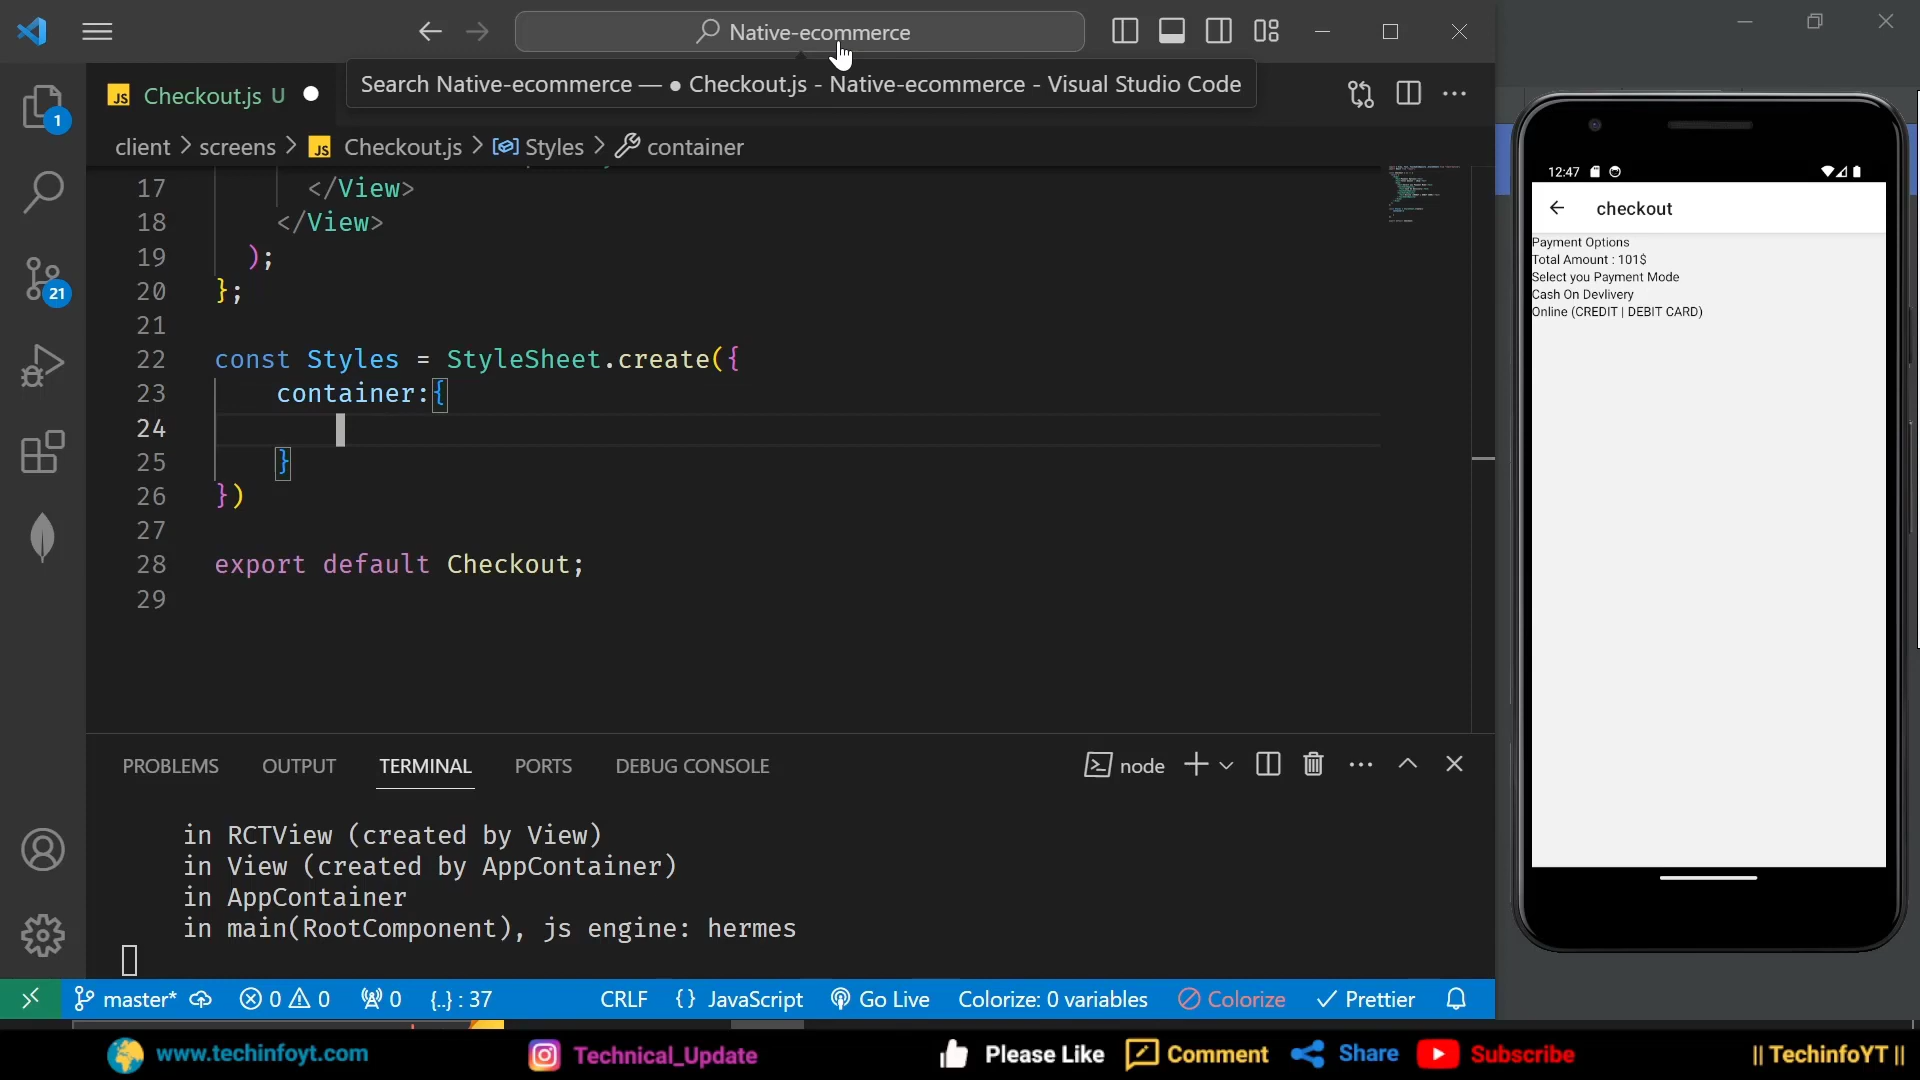 Native-ecommerce
JS Checkout.js U
Search Native-ecommerce — ● Checkout.js - Native-ecommerce - Visual Studio Code
client > screens > JS Checkout.js > Styles > container
1
21
17 </View>
18 </View>
19 );
20 };
21
22 const Styles = StyleSheet.create({
23 container:{
24
25 }
26 })
27
28 export default Checkout;
29
PROBLEMS OUTPUT TERMINAL PORTS DEBUG CONSOLE
node
in RCTView (created by View)
in View (created by AppContainer)
in AppContainer
in main(RootComponent), js engine: hermes
master* 0 0 0 {..} : 37 CRLF {} JavaScript Go Live Colorize: 0 variables Colorize Prettier
12:47
checkout
Payment Options
Total Amount : 101$
Select you Payment Mode
Cash On Devlivery
Online (CREDIT | DEBIT CARD)
www.techinfoyt.com Technical_Update Please Like Comment Share Subscribe || TechinfoYT ||